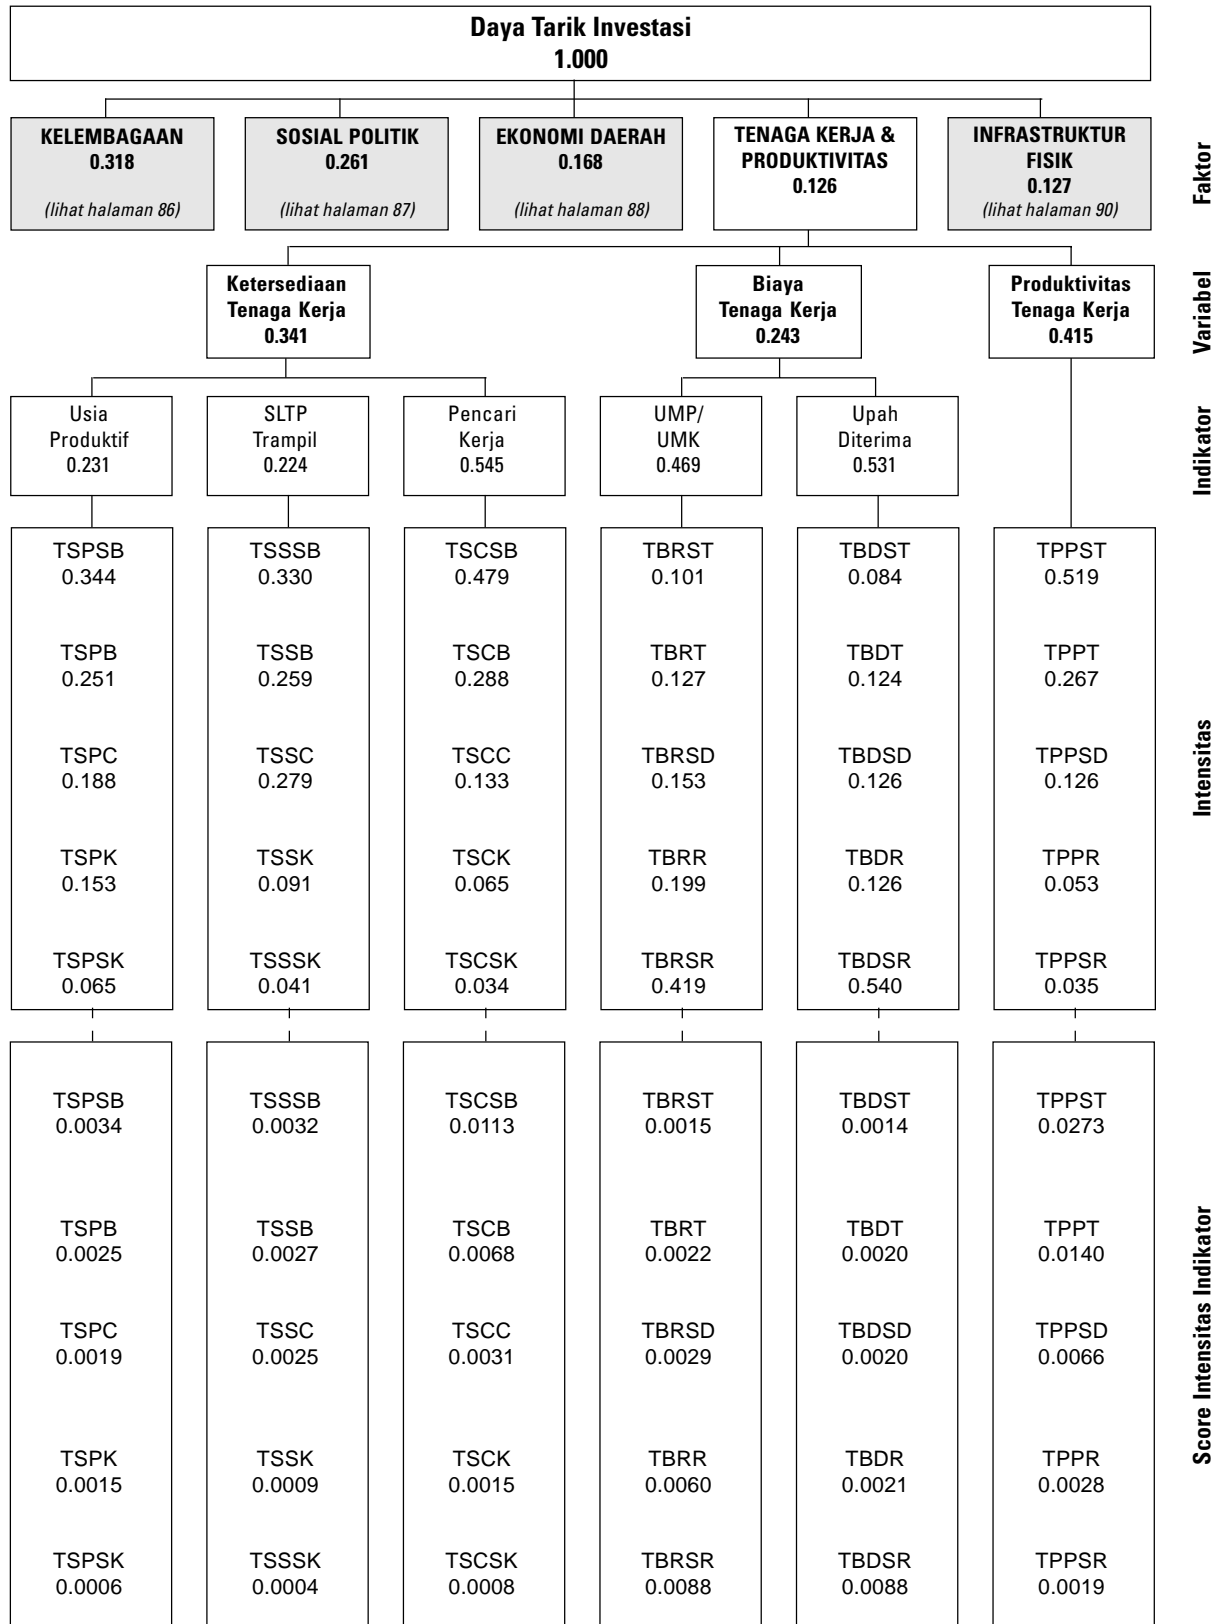 Daya Tarik Investasi
1.000
KELEMBAGAAN
0.318
(lihat halaman 86)
SOSIAL POLITIK
0.261
(lihat halaman 87)
EKONOMI DAERAH
0.168
(lihat halaman 88)
TENAGA KERJA &
PRODUKTIVITAS
0.126
INFRASTRUKTUR
FISIK
0.127
(lihat halaman 90)
Faktor
Ketersediaan
Tenaga Kerja
0.341
Biaya
Tenaga Kerja
0.243
Produktivitas
Tenaga Kerja
0.415
Variabel
Usia
Produktif
0.231
SLTP
Trampil
0.224
Pencari
Kerja
0.545
UMP/
UMK
0.469
Upah
Diterima
0.531
Indikator
TSPSB
0.344
TSPB
0.251
TSPC
0.188
TSPK
0.153
TSPSK
0.065
TSSSB
0.330
TSSB
0.259
TSSC
0.279
TSSK
0.091
TSSSK
0.041
TSCSB
0.479
TSCB
0.288
TSCC
0.133
TSCK
0.065
TSCSK
0.034
TBRST
0.101
TBRT
0.127
TBRSD
0.153
TBRR
0.199
TBRSR
0.419
TBDST
0.084
TBDT
0.124
TBDSD
0.126
TBDR
0.126
TBDSR
0.540
TPPST
0.519
TPPT
0.267
TPPSD
0.126
TPPR
0.053
TPPSR
0.035
Intensitas
TSPSB
0.0034
TSPB
0.0025
TSPC
0.0019
TSPK
0.0015
TSPSK
0.0006
TSSSB
0.0032
TSSB
0.0027
TSSC
0.0025
TSSK
0.0009
TSSSK
0.0004
TSCSB
0.0113
TSCB
0.0068
TSCC
0.0031
TSCK
0.0015
TSCSK
0.0008
TBRST
0.0015
TBRT
0.0022
TBRSD
0.0029
TBRR
0.0060
TBRSR
0.0088
TBDST
0.0014
TBDT
0.0020
TBDSD
0.0020
TBDR
0.0021
TBDSR
0.0088
TPPST
0.0273
TPPT
0.0140
TPPSD
0.0066
TPPR
0.0028
TPPSR
0.0019
Score Intensitas Indikator